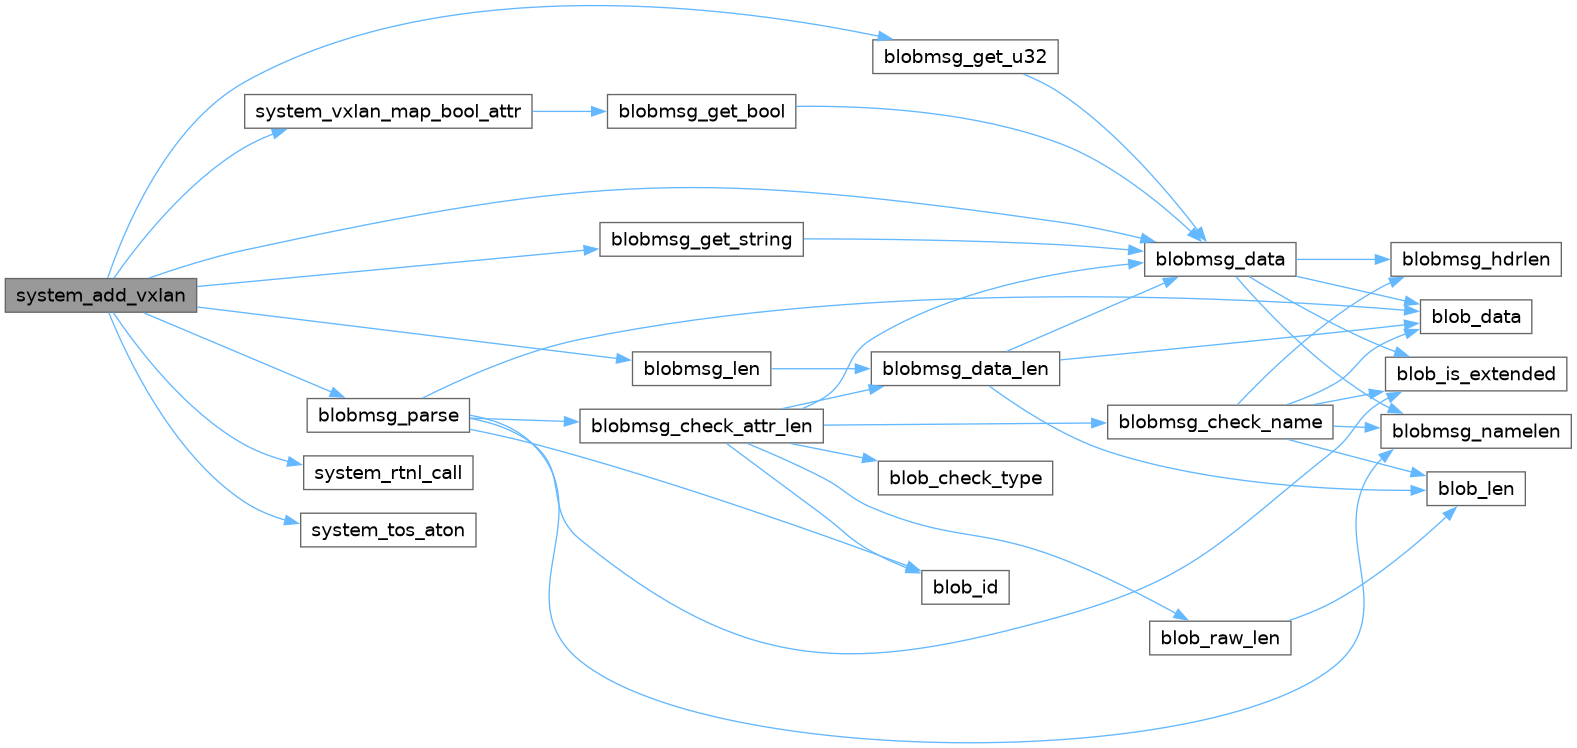 system_add_vxlan
blobmsg_get_u32
system_vxlan_map_bool_attr
blobmsg_get_bool
blobmsg_get_string
blobmsg_data
blobmsg_hdrlen
blob_data
blobmsg_len
blobmsg_data_len
blob_is_extended
blobmsg_parse
blobmsg_check_attr_len
blobmsg_check_name
blobmsg_namelen
system_rtnl_call
blob_check_type
blob_len
system_tos_aton
blob_id
blob_raw_len